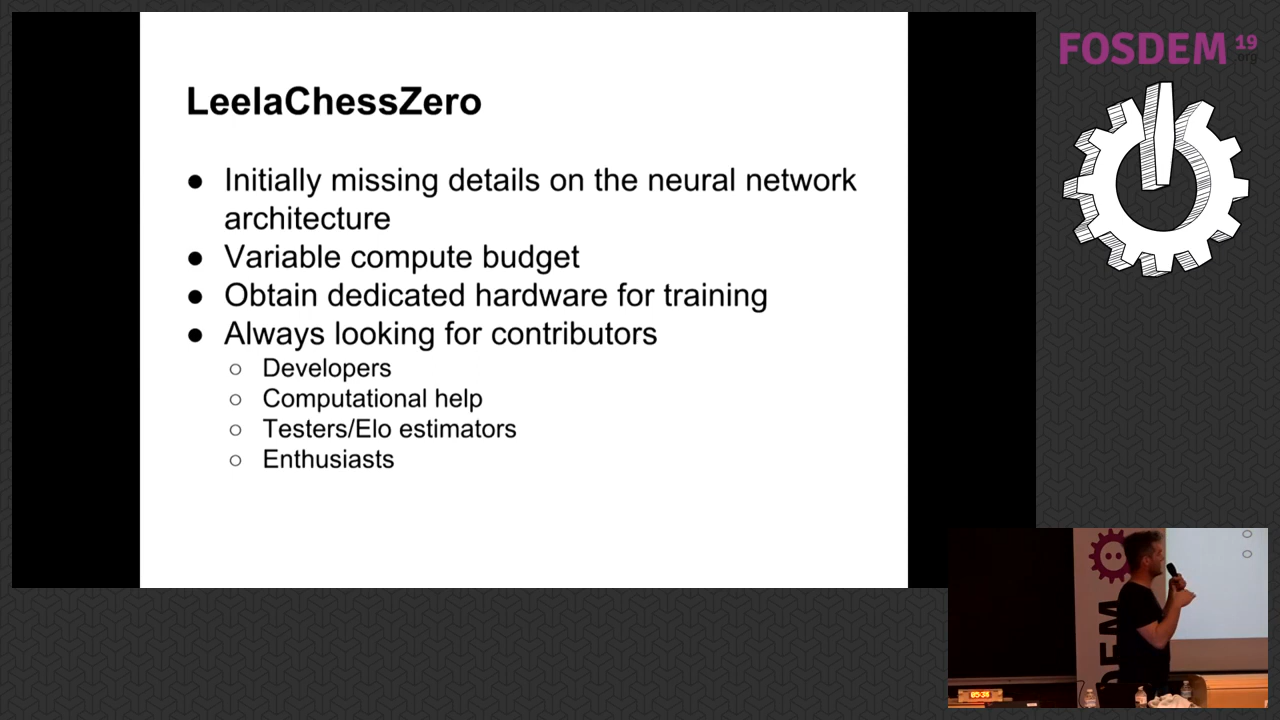 LeelaChessZero
● Initially missing details on the neural network
architecture
● Variable compute budget
● Obtain dedicated hardware for training
● Always looking for contributors
○ Developers
○ Computational help
○ Testers/Elo estimators
○ Enthusiasts
FOSDEM 19
.org
DEM